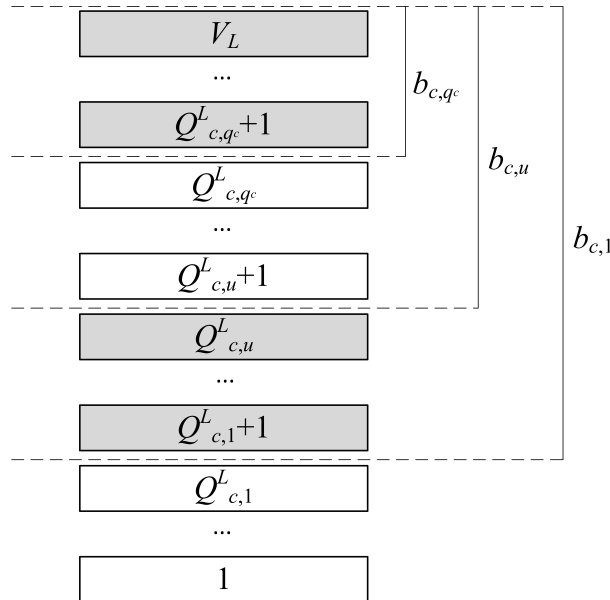 V_L
...
Q^L_{c,q_c}+1
b_{c,q_c}
Q^L_{c,q_c}
b_{c,u}
...
b_{c,1}
Q^L_{c,u}+1
Q^L_{c,u}
...
Q^L_{c,1}+1
Q^L_{c,1}
...
1